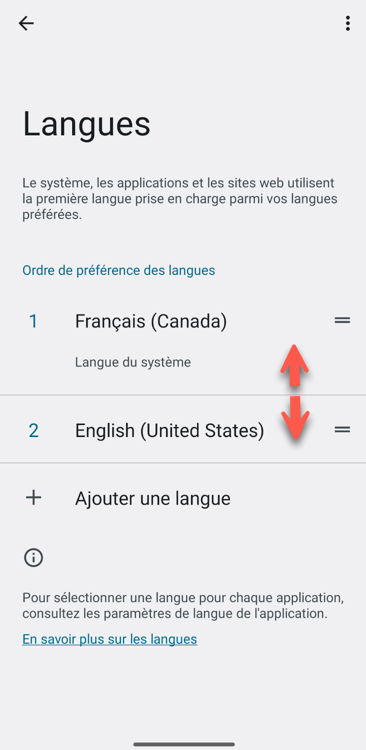 Langues
Le système, les applications et les sites web utilisent
la première langue prise en charge parmi vos langues
préférées.
Ordre de préférence des langues
1 Français (Canada)
Langue du système
2 English (United States)
Ajouter une langue
Pour sélectionner une langue pour chaque application,
consultez les paramètres de langue de l'application.
En savoir plus sur les langues